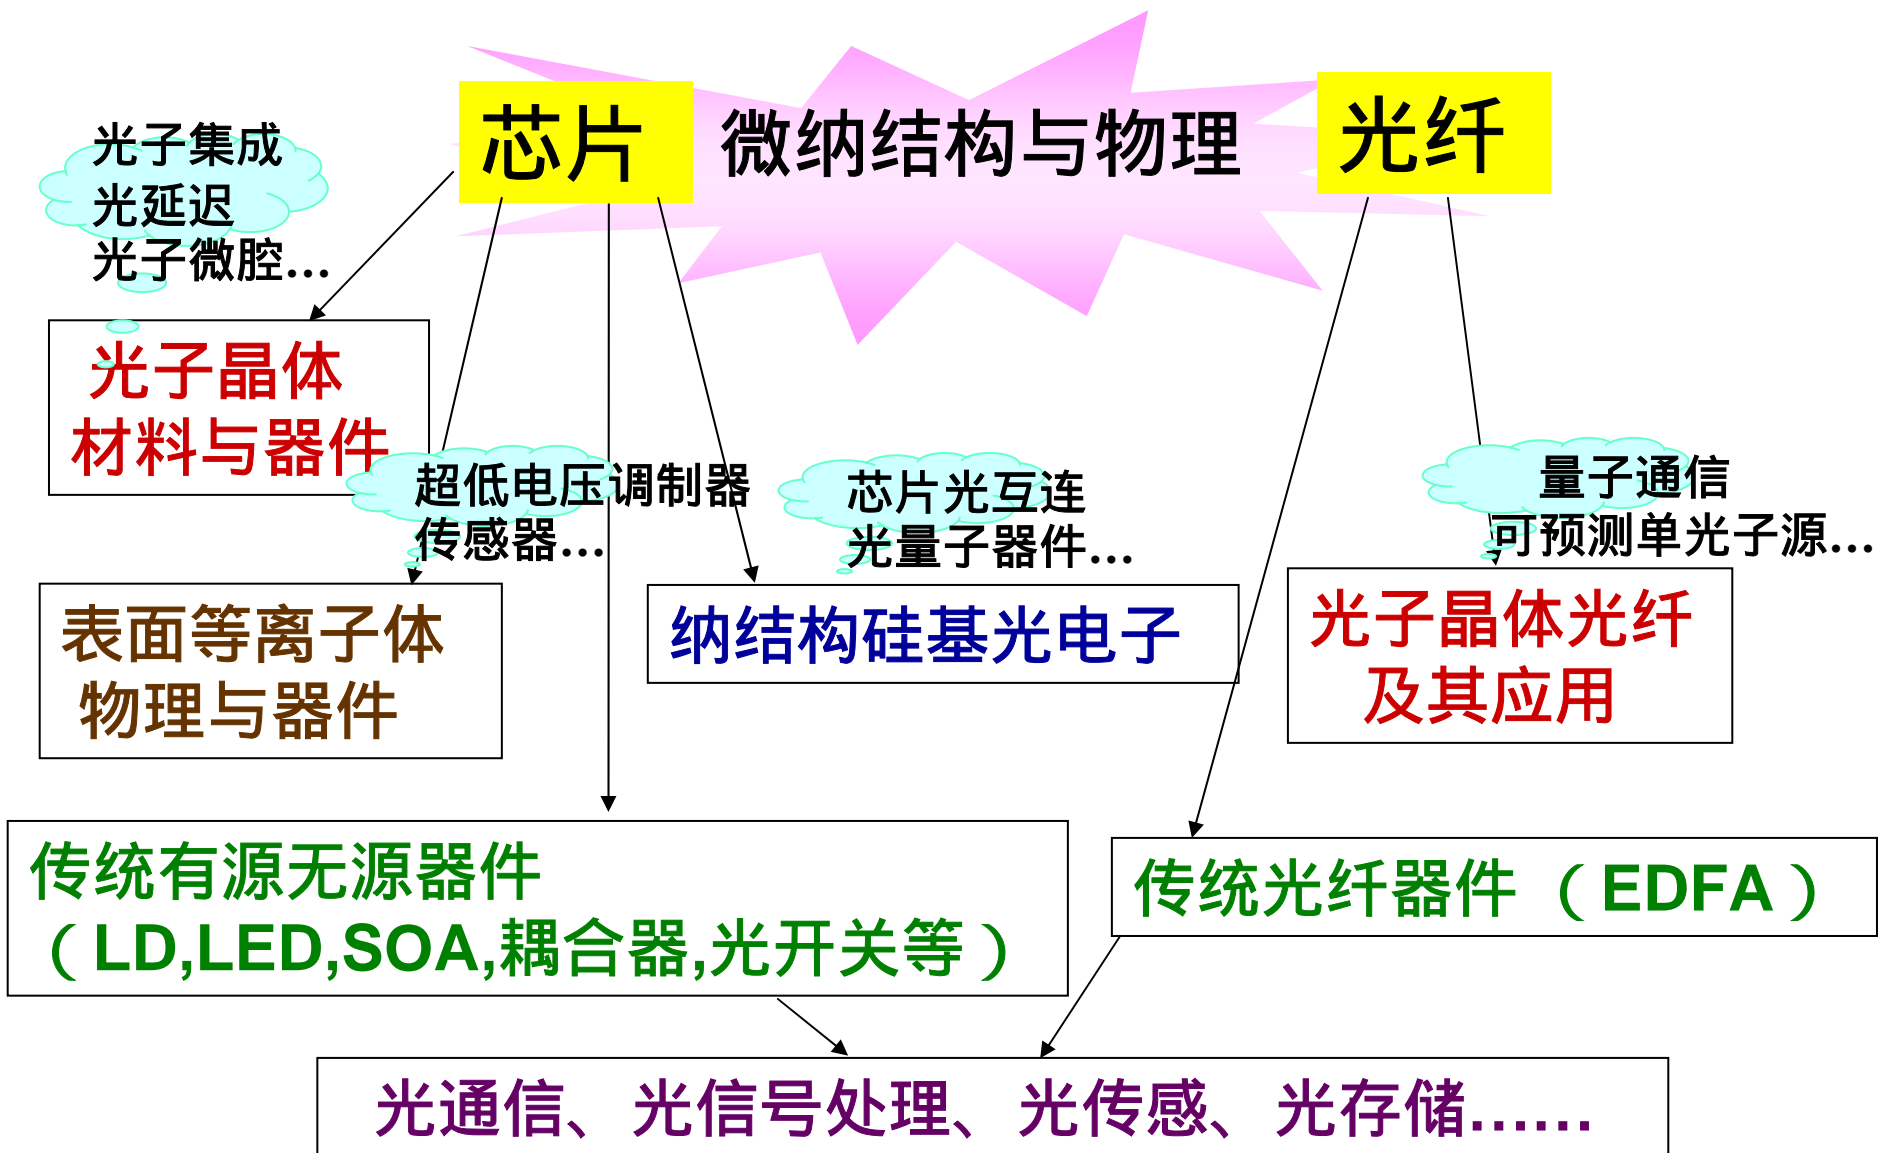 芯片 微纳结构与物理 光纤
光子集成
光延迟
光子微腔…
光子晶体
材料与器件
超低电压调制器
传感器…
芯片光互连
光量子器件…
量子通信
可预测单光子源…
表面等离子体
物理与器件
纳结构硅基光电子
光子晶体光纤
及其应用
传统有源无源器件
（LD,LED,SOA,耦合器,光开关等）
传统光纤器件（EDFA）
光通信、光信号处理、光传感、光存储……